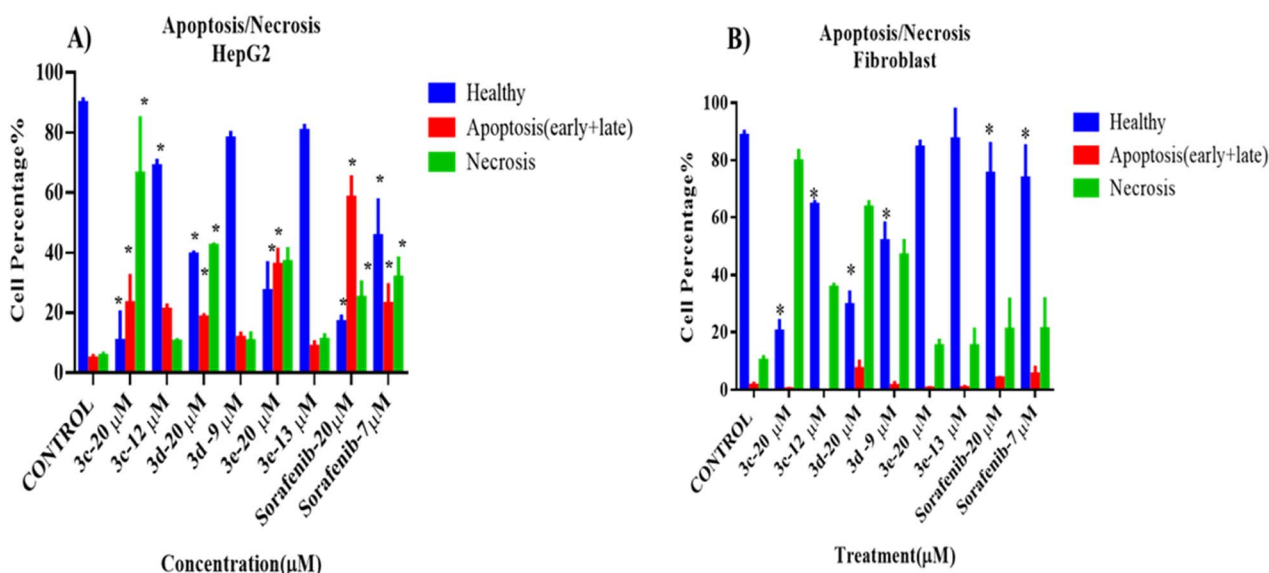 A)
Apoptosis/Necrosis
HepG2
Cell Percentage%
100
80
60
40
20
0
Healthy
Apoptosis(early+late)
Necrosis
* * * * * * * * * * * * * * *
CONTROL
3c-20 μM
3c-12 μM
3d-20 μM
3d -9 μM
3e-20 μM
3e-13 μM
Sorafenib-20μM
Sorafenib-7μM
Concentration(μM)
B)
Apoptosis/Necrosis
Fibroblast
Cell Percentage%
100
80
60
40
20
0
Healthy
Apoptosis(early+late)
Necrosis
* * * * * *
CONTROL
3c-20 μM
3c-12 μM
3d-20 μM
3d -9 μM
3e-20 μM
3e-13 μM
Sorafenib-20 μM
Sorafenib-7 μM
Treatment(μM)